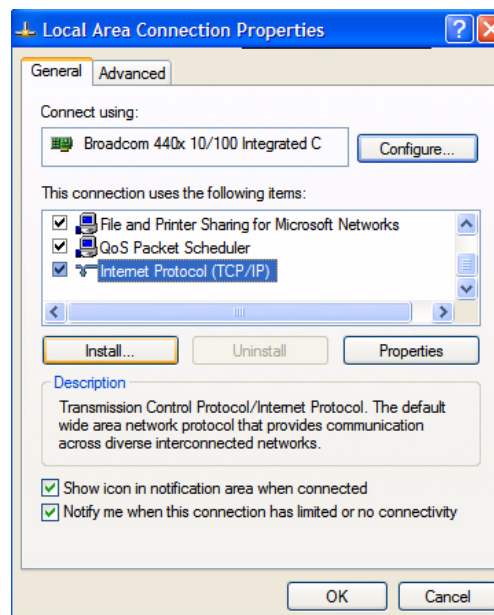 Local Area Connection Properties
General Advanced
Connect using:
Broadcom 440x 10/100 Integrated C Configure...
This connection uses the following items:
File and Printer Sharing for Microsoft Networks
QoS Packet Scheduler
Internet Protocol (TCP/IP)
Install... Uninstall Properties
Description
Transmission Control Protocol/Internet Protocol. The default
wide area network protocol that provides communication
across diverse interconnected networks.
Show icon in notification area when connected
Notify me when this connection has limited or no connectivity
OK Cancel